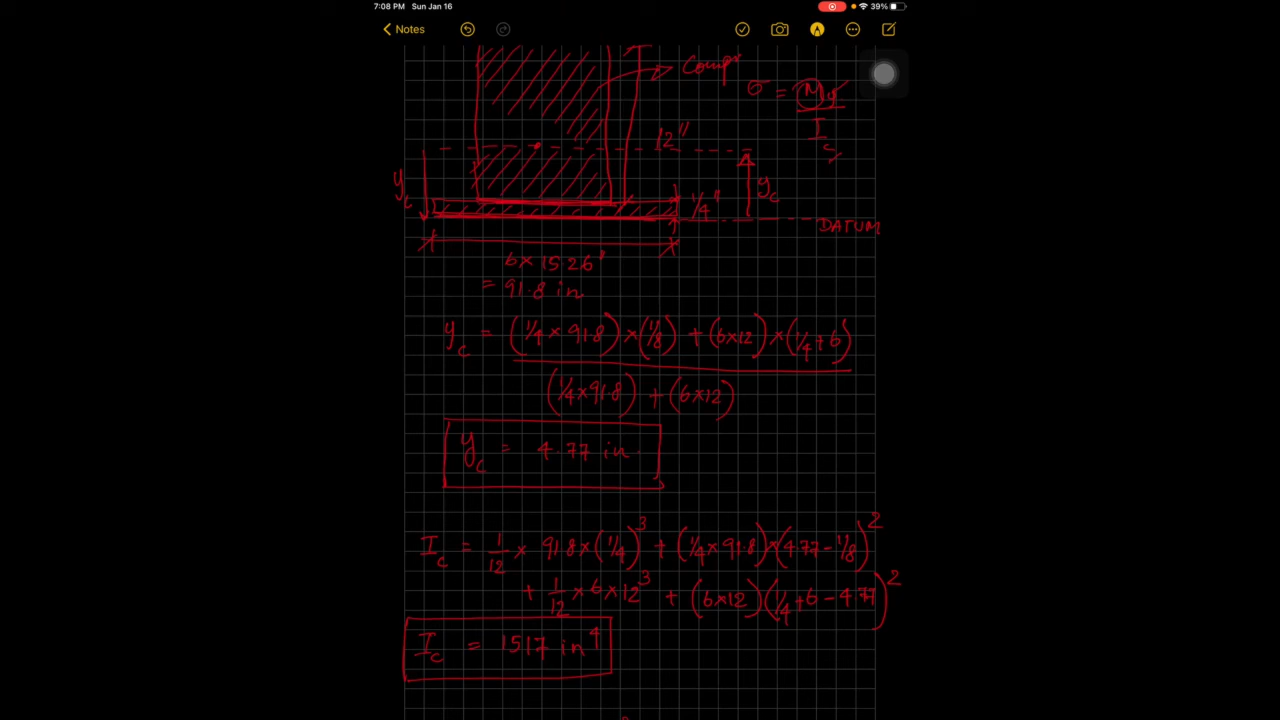 7:08 PM Sun Jan 16
39%
Notes
Compr
σ = My
I
12"
y_c
y_c
1/4"
DATUM
6 × 15.26"
= 91.8 in
y_c = (1/4 × 91.8) × (1/8) + (6×12) × (1/4 + 6)
(1/4 × 91.8) + (6×12)
y_c = 4.77 in.
I_c = 1/12 × 91.8 × (1/4)^3 + (1/4 × 91.8) × (4.77 - 1/8)^2
+ 1/12 × 6 × 12^3 + (6×12) (1/4 + 6 - 4.77)^2
I_c = 1517 in^4